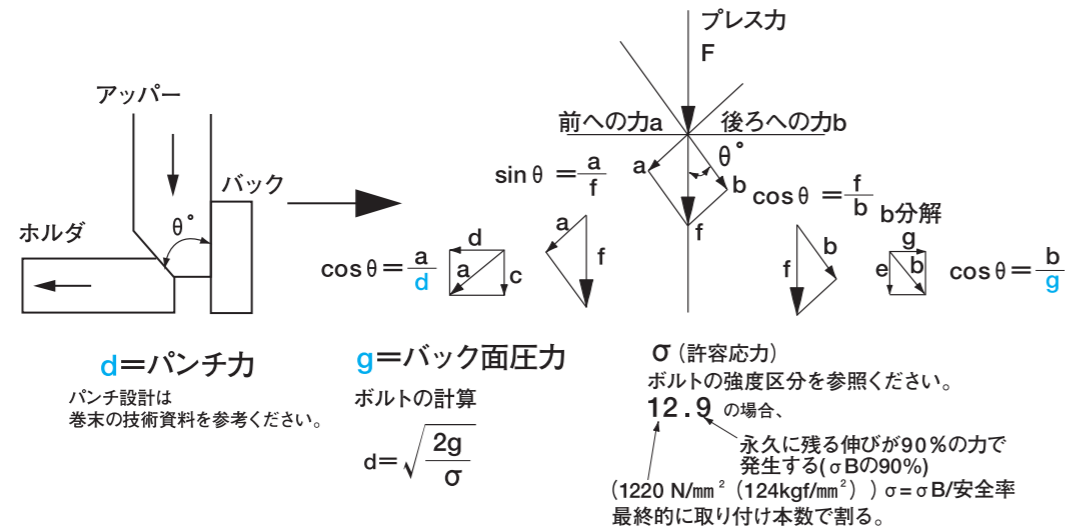 プレス力
F
アッパー
前への力a
後ろへの力b
θ°
sinθ=a/f
a
b
バック
cosθ=f/b
b分解
θ°
ホルダ
f
d
a
g
cosθ=a/d
a
c
f
b
f
e
b
cosθ=b/g
d=パンチ力
g=バック面圧力
σ(許容応力)
パンチ設計は
巻末の技術資料を参考ください。
ボルトの計算
ボルトの強度区分を参照ください。
12.9 の場合、
d=√2g/σ
永久に残る伸びが90%の力で
発生する(σBの90%)
(1220 N/mm²(124kgf/mm²))σ=σB/安全率
最終的に取り付け本数で割る。